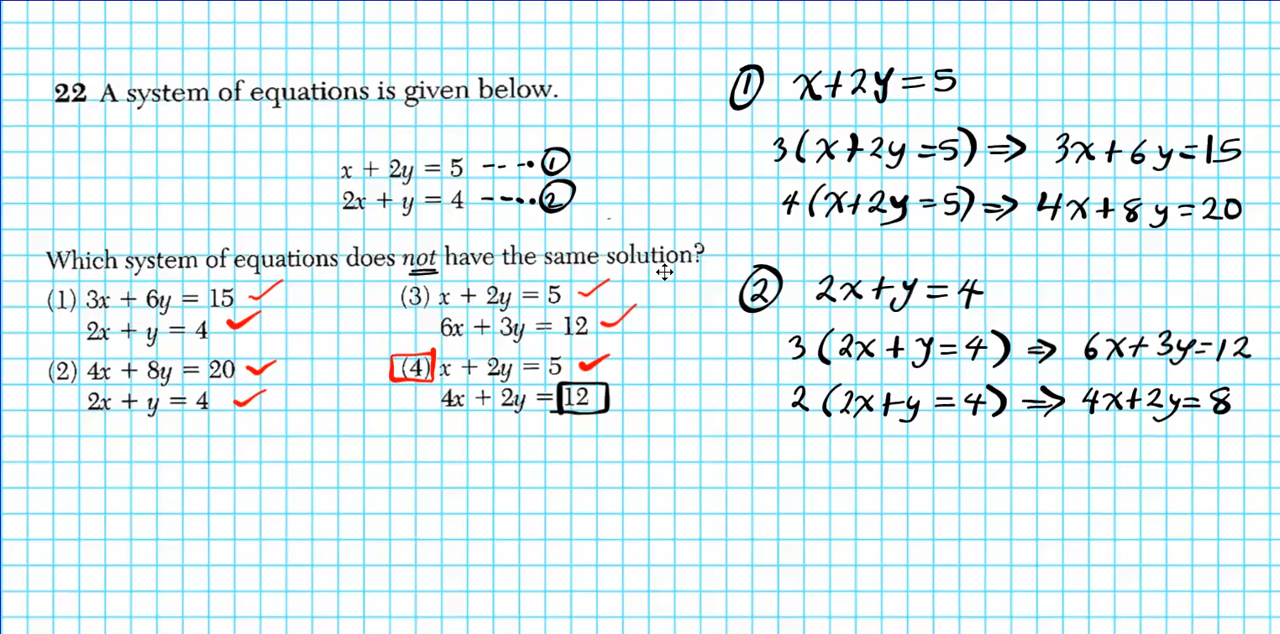 22 A system of equations is given below.
x + 2y = 5 ---· ①
2x + y = 4 ----·· ②
Which system of equations does not have the same solution?
(1) 3x + 6y = 15
2x + y = 4
(2) 4x + 8y = 20
2x + y = 4
(3) x + 2y = 5
6x + 3y = 12
(4) x + 2y = 5
4x + 2y = 12
① x+2y=5
3(x+2y=5) ⇒ 3x+6y=15
4(x+2y=5) ⇒ 4x+8y=20
② 2x+y=4
3(2x+y=4) ⇒ 6x+3y=12
2(2x+y=4) ⇒ 4x+2y=8